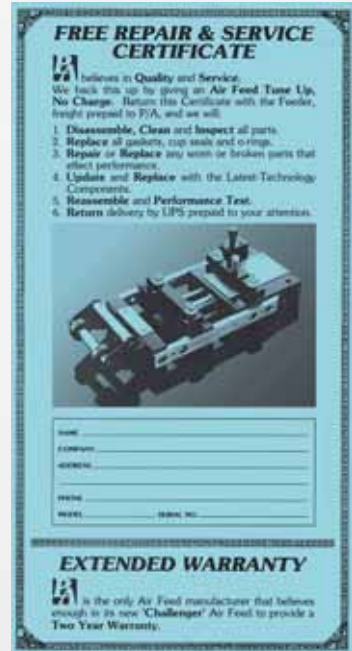 FREE REPAIR & SERVICE
CERTIFICATE
P/A believes in Quality and Service.
We back this up by giving an Air Feed Tune Up,
No Charge. Return this Certificate with the Feeder,
freight prepaid to P/A, and we will:
1. Disassemble, Clean and Inspect all parts.
2. Replace all gaskets, cup seals and o-rings.
3. Repair or Replace any worn or broken parts that
effect performance.
4. Update and Replace with the Latest-Technology
Components.
5. Reassemble and Performance Test.
6. Return delivery by UPS prepaid to your attention.
NAME
COMPANY
ADDRESS
PHONE
MODEL SERIAL NO.
EXTENDED WARRANTY
P/A is the only Air Feed manufacturer that believes
enough in its new 'Challenger' Air Feed to provide a
Two Year Warranty.